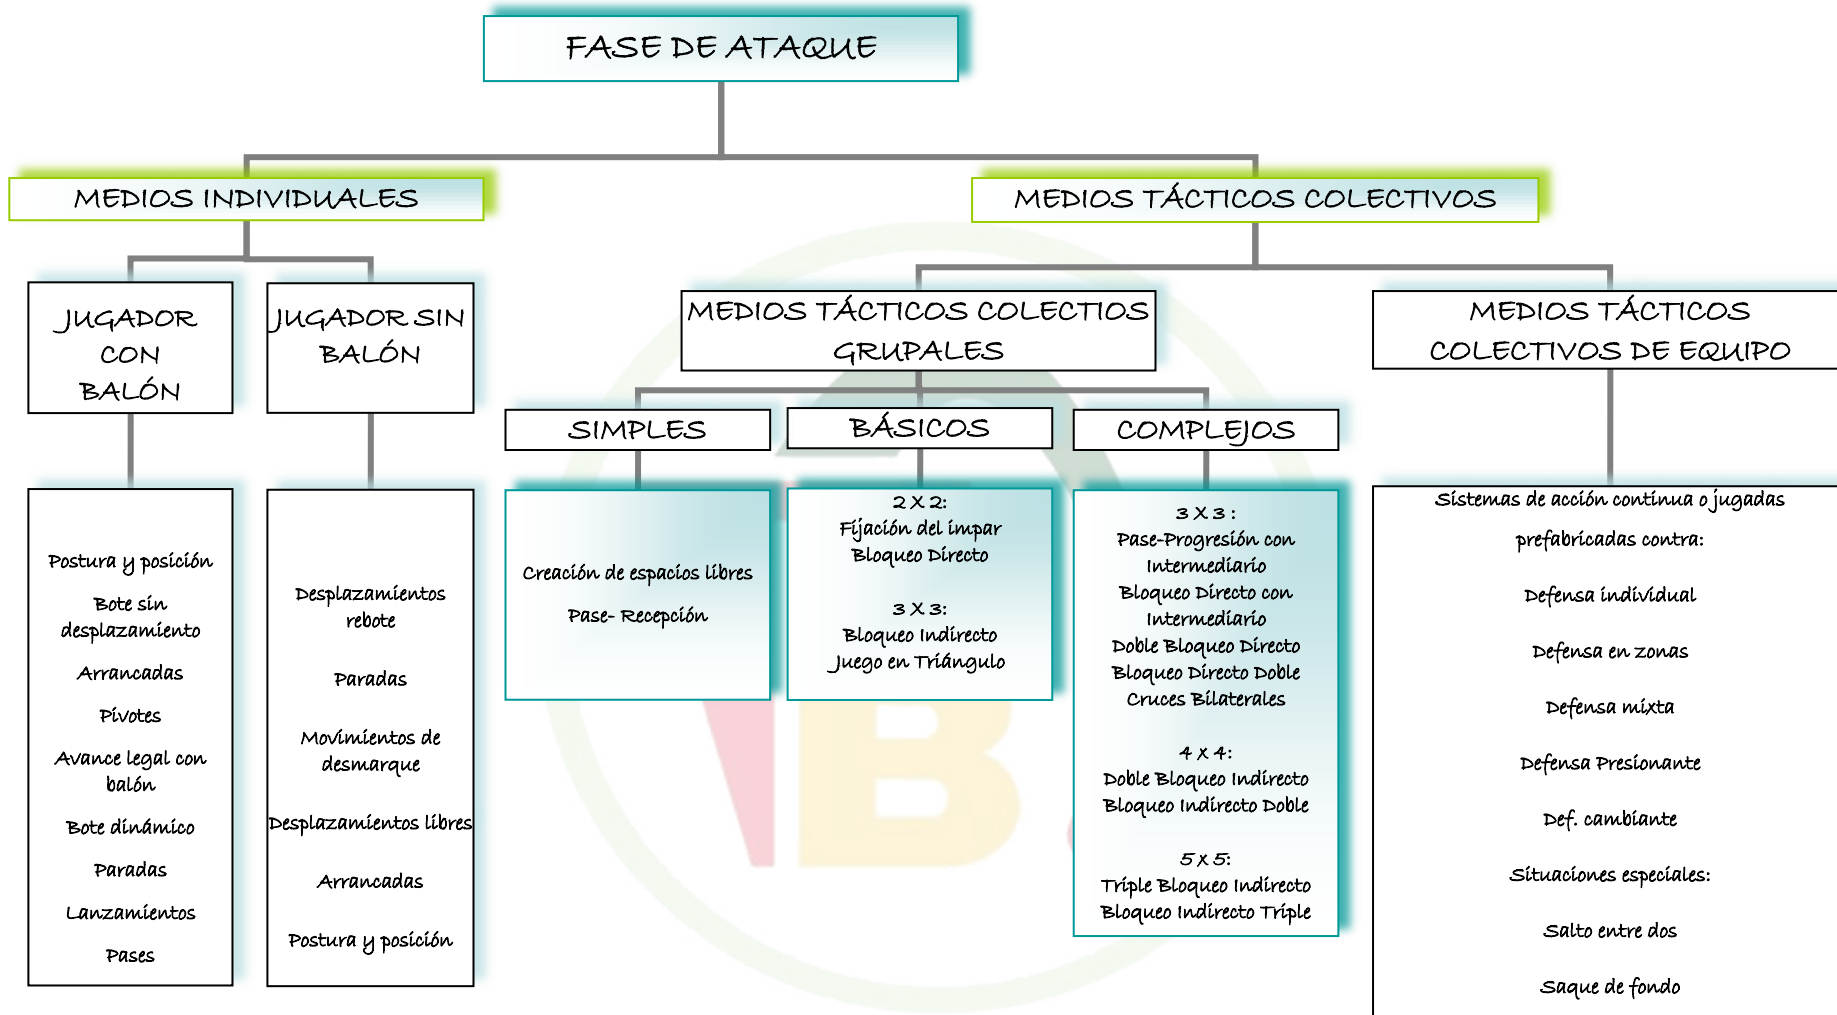 FASE DE ATAQUE
MEDIOS INDIVIDUALES
MEDIOS TÁCTICOS COLECTIVOS
JUGADOR
CON
BALÓN
JUGADOR SIN
BALÓN
MEDIOS TÁCTICOS COLECTIOS
GRUPALES
MEDIOS TÁCTICOS
COLECTIVOS DE EQUIPO
SIMPLES
BÁSICOS
COMPLEJOS
Postura y posición
Bote sin
desplazamiento
Arrancadas
Pívotes
Avance legal con
balón
Bote dinámico
Paradas
Lanzamientos
Pases
Desplazamientos
rebote
Paradas
Movimientos de
desmarque
Desplazamientos libres
Arrancadas
Postura y posición
Creación de espacios libres
Pase- Recepción
2 X 2:
Fijación del impar
Bloqueo Directo
3 X 3:
Bloqueo Indirecto
Juego en Triángulo
3 X 3 :
Pase-Progresión con
Intermediario
Bloqueo Directo con
Intermediario
Doble Bloqueo Directo
Bloqueo Directo Doble
Cruces Bilaterales
4 X 4:
Doble Bloqueo Indirecto
Bloqueo Indirecto Doble
5 X 5:
Triple Bloqueo Indirecto
Bloqueo Indirecto Triple
Sistemas de acción continua o jugadas
prefabricadas contra:
Defensa individual
Defensa en zonas
Defensa mixta
Defensa Presionante
Def. cambiante
Situaciones especiales:
Salto entre dos
Saque de fondo
B